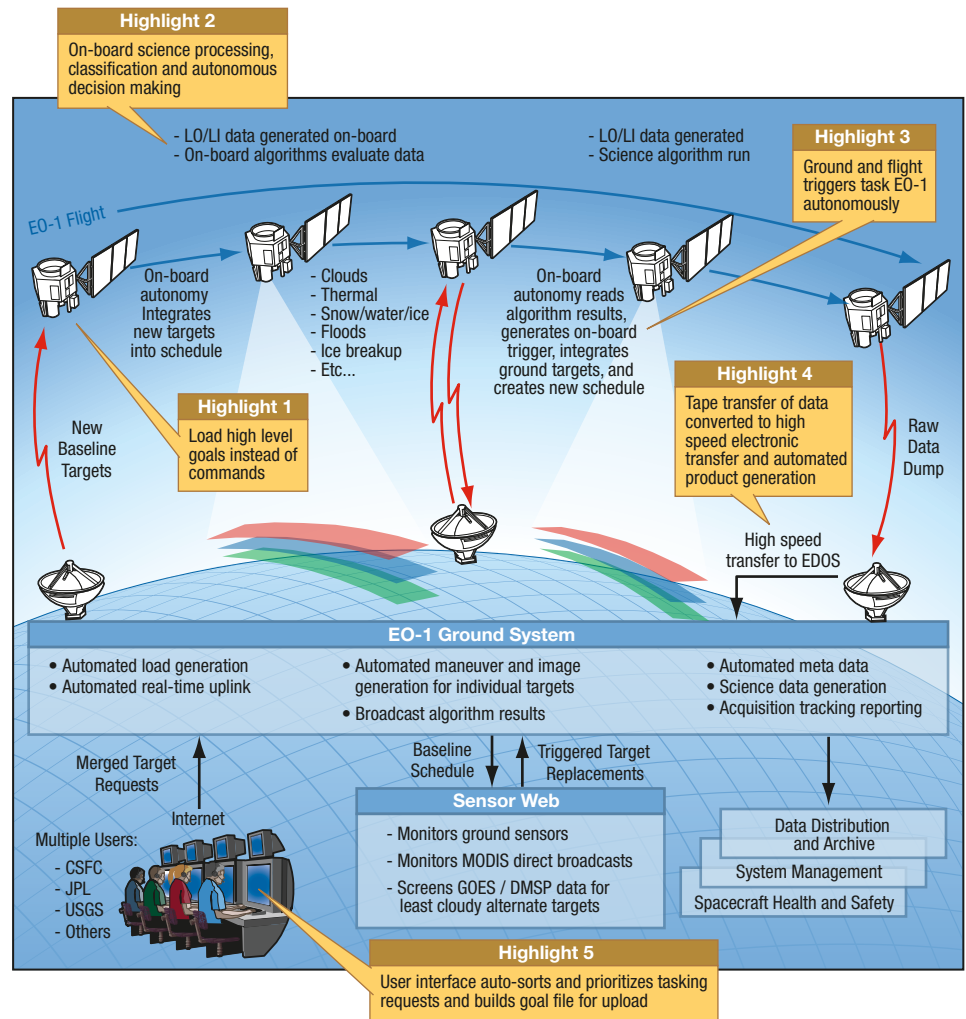 Highlight 2
On-board science processing,
classification and autonomous
decision making
- LO/LI data generated on-board
- On-board algorithms evaluate data
- LO/LI data generated
- Science algorithm run
Highlight 3
Ground and flight
triggers task EO-1
autonomously
EO-1 Flight
On-board
autonomy
Integrates
new targets
into schedule
- Clouds
- Thermal
- Snow/water/ice
- Floods
- Ice breakup
- Etc...
On-board
autonomy reads
algorithm results,
generates on-board
trigger, integrates
ground targets, and
creates new schedule
Highlight 1
Load high level
goals instead of
commands
New
Baseline
Targets
Highlight 4
Tape transfer of data
converted to high
speed electronic
transfer and automated
product generation
Raw
Data
Dump
High speed
transfer to EDOS
EO-1 Ground System
• Automated load generation
• Automated real-time uplink
• Automated maneuver and image
generation for individual targets
• Broadcast algorithm results
• Automated meta data
• Science data generation
• Acquisition tracking reporting
Merged Target
Requests
Internet
Baseline
Schedule
Triggered Target
Replacements
Multiple Users:
- CSFC
- JPL
- USGS
- Others
Sensor Web
- Monitors ground sensors
- Monitors MODIS direct broadcasts
- Screens GOES / DMSP data for
least cloudy alternate targets
Data Distribution
and Archive
System Management
Spacecraft Health and Safety
Highlight 5
User interface auto-sorts and prioritizes tasking
requests and builds goal file for upload